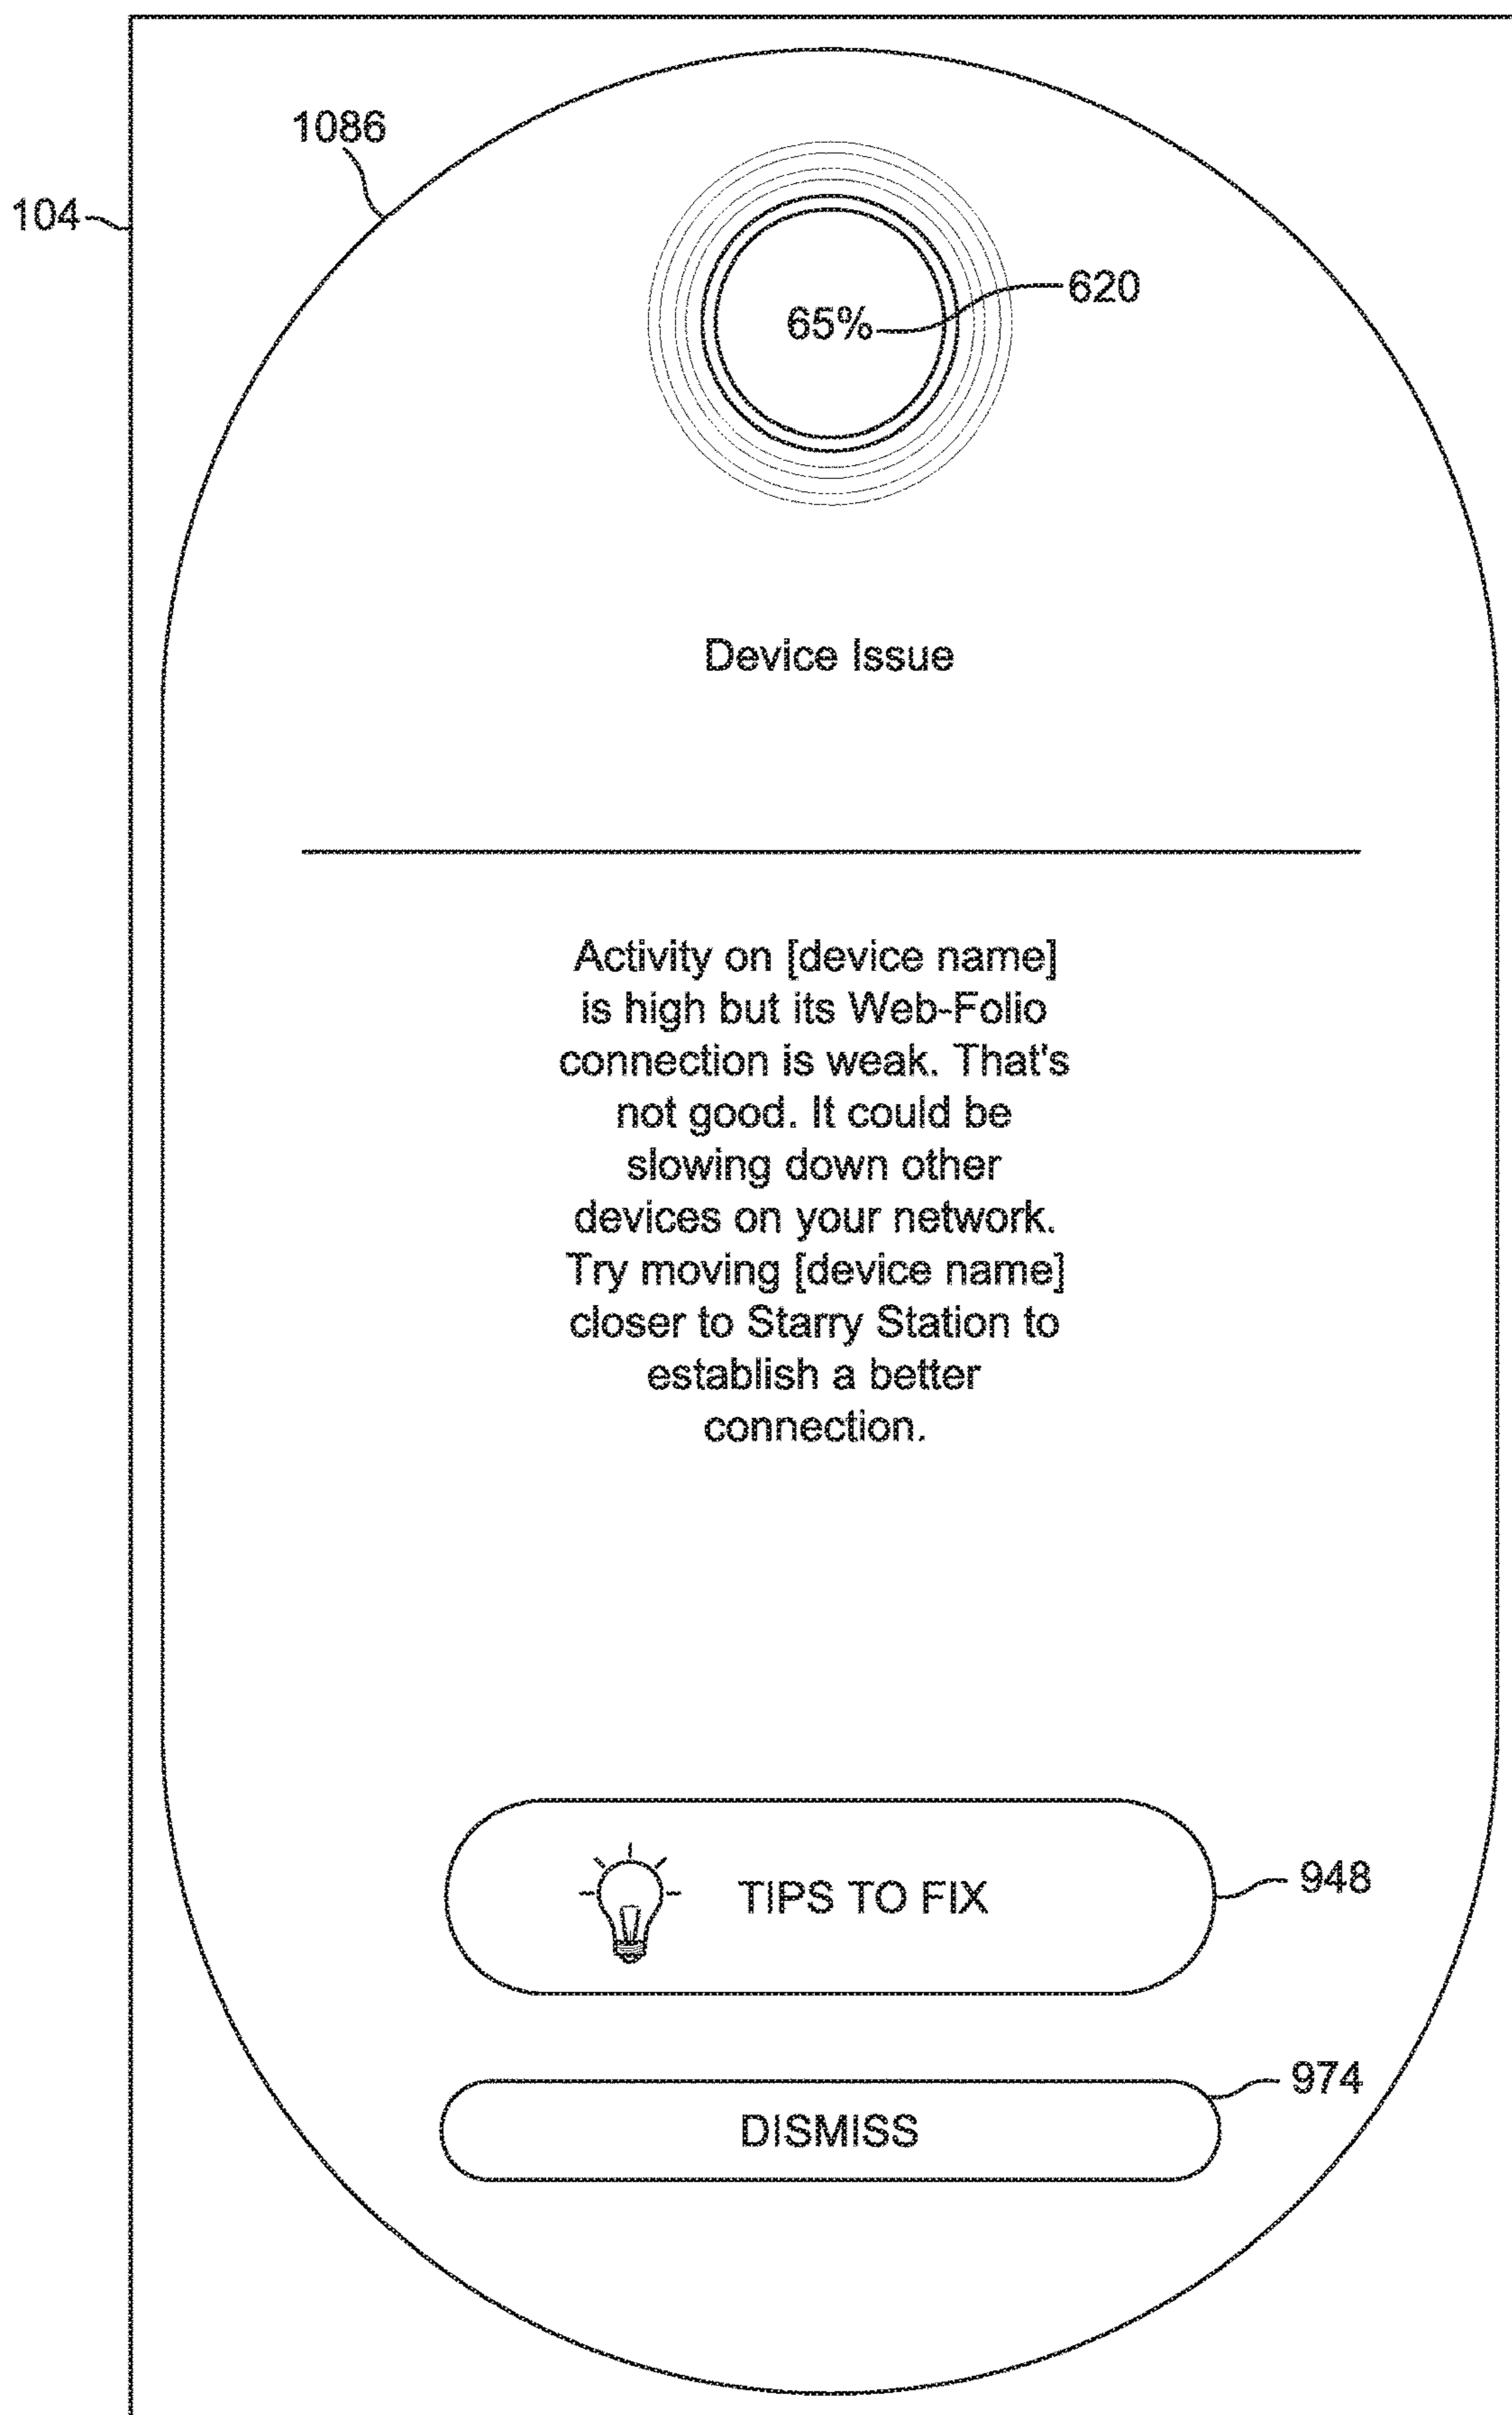 1086
104
620
65%
Device Issue
Activity on [device name]
is high but its Web-Folio
connection is weak. That's
not good. It could be
slowing down other
devices on your network.
Try moving [device name]
closer to Starry Station to
establish a better
connection.
TIPS TO FIX
948
974
DISMISS